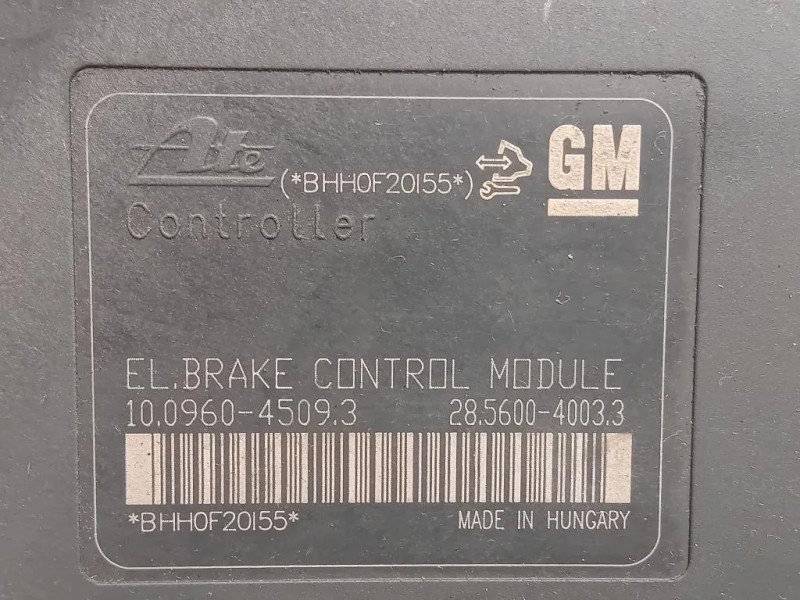 Ate
(*BHH0F20155*)
GM
Controller
EL.BRAKE CONTROL MODULE
10.0960-4509.3 28.5600-4003.3
*BHH0F20155* MADE IN HUNGARY